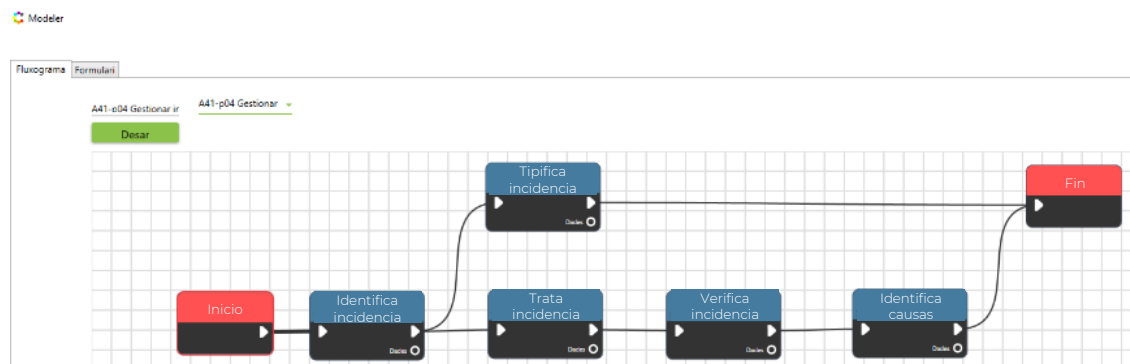 Modeler
Fluxograma Formulari
A41-p04 Gestionar ir A41-p04 Gestionar
Desar
Tipifica
incidencia
Dades
Fin
Inicio
Identifica
incidencia
Dades
Trata
incidencia
Dades
Verifica
incidencia
Dades
Identifica
causas
Dades